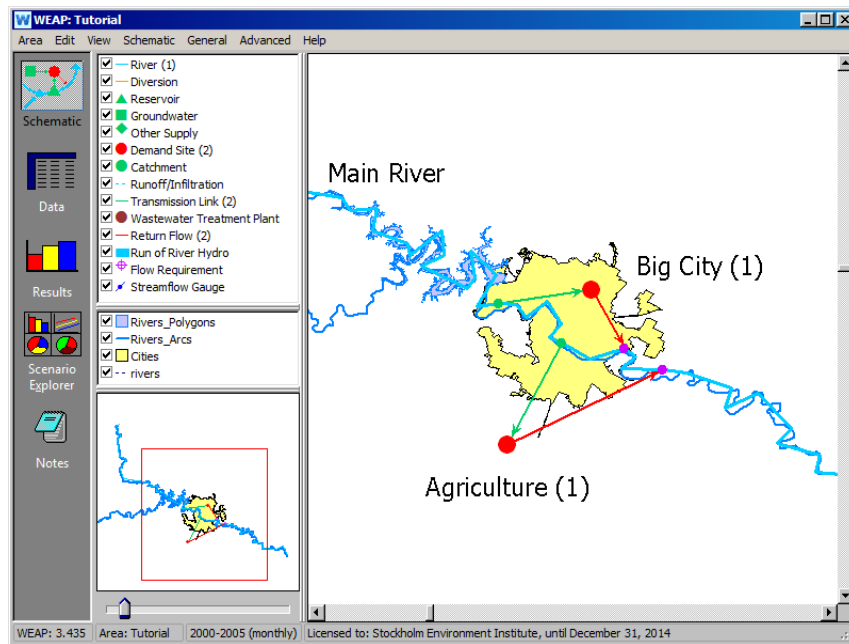 WEAP: Tutorial
Area Edit View Schematic General Advanced Help
Schematic
Data
Results
Scenario
Explorer
Notes
River (1)
Diversion
Reservoir
Groundwater
Other Supply
Demand Site (2)
Catchment
Runoff/Infiltration
Transmission Link (2)
Wastewater Treatment Plant
Return Flow (2)
Run of River Hydro
Flow Requirement
Streamflow Gauge
Rivers_Polygons
Rivers_Arcs
Cities
rivers
Main River
Big City (1)
Agriculture (1)
WEAP: 3.435 Area: Tutorial 2000-2005 (monthly) Licensed to: Stockholm Environment Institute, until December 31, 2014